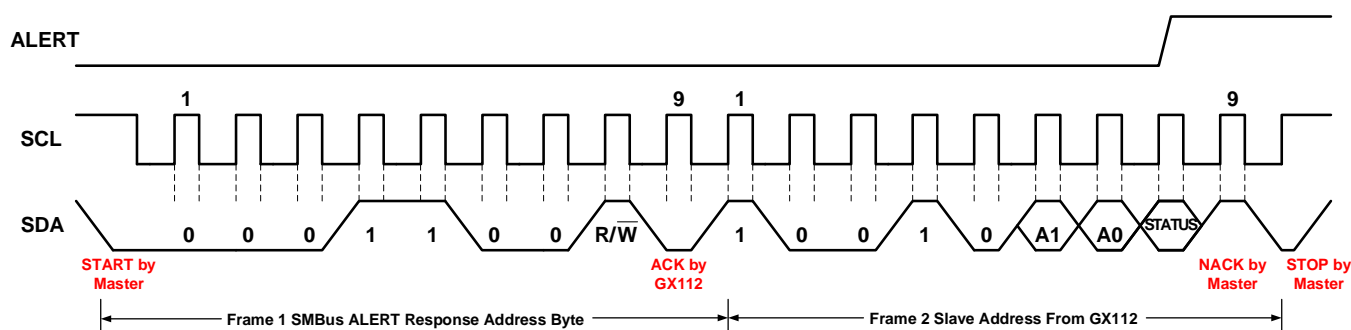 ALERT
1 9 1 9
SCL
SDA
0 0 0 1 1 0 0 R/W̅ 1 0 0 1 0 A1 A0 STATUS
START by
Master
ACK by
GX112
NACK by
Master
STOP by
Master
Frame 1 SMBus ALERT Response Address Byte
Frame 2 Slave Address From GX112